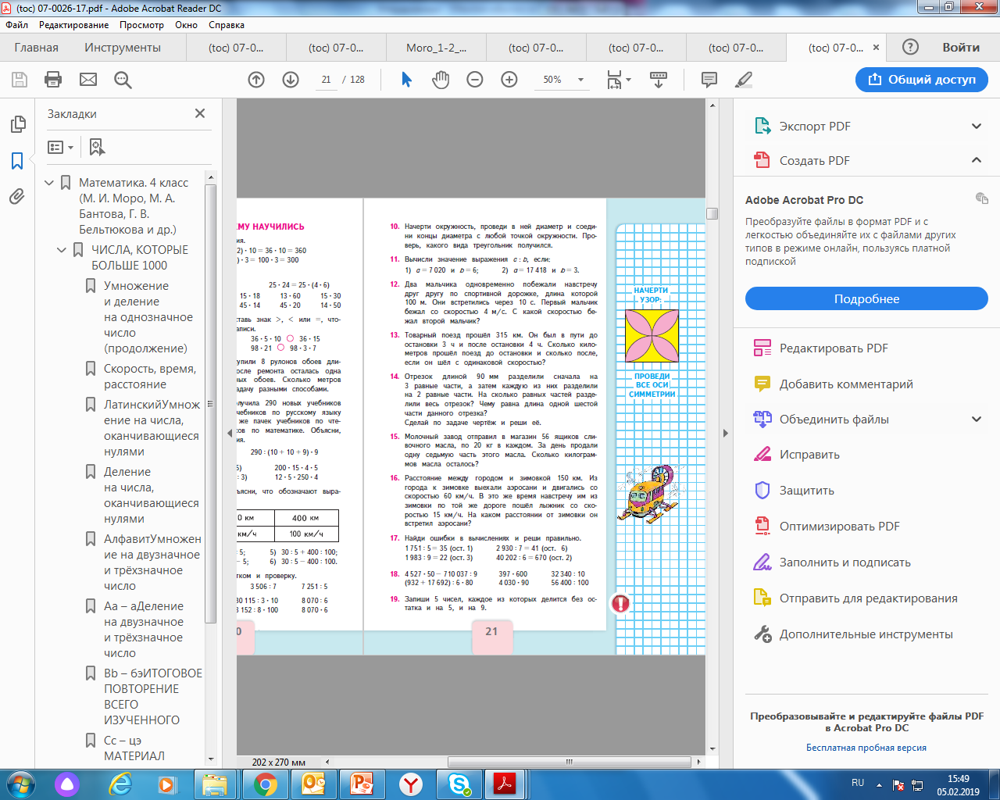 (toc) 07-0026-17.pdf - Adobe Acrobat Reader DC
Файл Редактирование Просмотр Окно Справка
Главная Инструменты (toc) 07-0... (toc) 07-0... Moro_1-2_... (toc) 07-0... (toc) 07-0... (toc) 07-0... (toc) 07-0... × Войти
21 / 128 50% Общий доступ
Закладки
Математика. 4 класс
(М. И. Моро, М. А.
Бантова, Г. В.
Бельтюкова и др.)
ЧИСЛА, КОТОРЫЕ
БОЛЬШЕ 1000
Умножение
и деление
на однозначное
число
(продолжение)
Скорость, время,
расстояние
ЛатинскийУмнож
ение на числа,
оканчивающиеся
нулями
Деление
на числа,
оканчивающиеся
нулями
АлфавитУмножен
ие на двузначное
и трёхзначное
число
Аа – аДеление
на двузначное
и трёхзначное
число
Bb – бэИТОГОВОЕ
ПОВТОРЕНИЕ
ВСЕГО
ИЗУЧЕННОГО
Сс – цэ
МАТЕРИАЛ
ЕМУ НАУЧИЛИСЬ
ия.
2) · 10 = 36 · 10 = 360
) · 3 = 100 · 3 = 300
25 · 24 = 25 · (4 · 6)
15 · 18 13 · 60 15 · 30
45 · 14 45 · 20 14 · 50
ставь знак >, < или =, что-
аписи.
36 · 5 · 10 ○ 36 · 15
98 · 21 ○ 98 · 3 · 7
упили 8 рулонов обоев дли-
осле ремонта осталась одна
ных обоев. Сколько метров
адачу разными способами.
лучила 290 новых учебников
чебников по русскому языку
же пачек учебников по чте-
ков по математике. Объясни,
ия.
290 : (10 + 10 + 9) · 9
5) 200 · 15 · 4 · 5
: 3) 12 · 5 · 250 · 4
ъясни, что обозначают выра-
0 км 400 км
км/ч 100 км/ч
: 5; 5) 30 : 5 + 400 : 100;
– 5; 6) 30 : 5 – 400 : 100.
тком и проверку.
3 506 : 7 7 251 : 5
30 115 : 3 · 10 8 070 : 6
3 152 : 8 · 100 8 070 · 6
0
10. Начерти окружность, проведи в ней диаметр и соеди-
ни концы диаметра с любой точкой окружности. Про-
верь, какого вида треугольник получился.
11. Вычисли значение выражения a : b, если:
1) a = 7 020 и b = 6; 2) a = 17 418 и b = 3.
12. Два мальчика одновременно побежали навстречу
друг другу по спортивной дорожке, длина которой
100 м. Они встретились через 10 с. Первый мальчик
бежал со скоростью 4 м/с. С какой скоростью бе-
жал второй мальчик?
13. Товарный поезд прошёл 315 км. Он был в пути до
остановки 3 ч и после остановки 4 ч. Сколько кило-
метров прошёл поезд до остановки и сколько после,
если он шёл с одинаковой скоростью?
14. Отрезок длиной 90 мм разделили сначала на
3 равные части, а затем каждую из них разделили
на 2 равные части. На сколько равных частей разде-
лили весь отрезок? Чему равна длина одной шестой
части данного отрезка?
Сделай по задаче чертёж и реши её.
15. Молочный завод отправил в магазин 56 ящиков сли-
вочного масла, по 20 кг в каждом. За день продали
одну седьмую часть этого масла. Сколько килограм-
мов масла осталось?
16. Расстояние между городом и зимовкой 150 км. Из
города к зимовке выехали аэросани и двигались со
скоростью 60 км/ч. В это же время навстречу им из
зимовки по той же дороге пошёл лыжник со ско-
ростью 15 км/ч. На каком расстоянии от зимовки он
встретил аэросани?
17. Найди ошибки в вычислениях и реши правильно.
1 751 : 5 = 35 (ост. 1) 2 930 : 7 = 41 (ост. 6)
1 983 : 9 = 22 (ост. 3) 40 202 : 6 = 670 (ост. 2)
18. 4 527 · 50 – 710 037 : 9 397 · 600 32 340 : 10
(932 + 17 692) : 6 · 80 4 030 · 90 56 400 : 100
19. Запиши 5 чисел, каждое из которых делится без ос-
татка и на 5, и на 9.
21
НАЧЕРТИ
УЗОР:
ПРОВЕДИ
ВСЕ ОСИ
СИММЕТРИИ
202 x 270 мм
Экспорт PDF
Создать PDF
Adobe Acrobat Pro DC
Преобразуйте файлы в формат PDF и с
легкостью объединяйте их с файлами других
типов в режиме онлайн, пользуясь платной
подпиской
Подробнее
Редактировать PDF
Добавить комментарий
Объединить файлы
Исправить
Защитить
Оптимизировать PDF
Заполнить и подписать
Отправить для редактирования
Дополнительные инструменты
Преобразовывайте и редактируйте файлы PDF
в Acrobat Pro DC
Бесплатная пробная версия
RU 15:49
05.02.2019